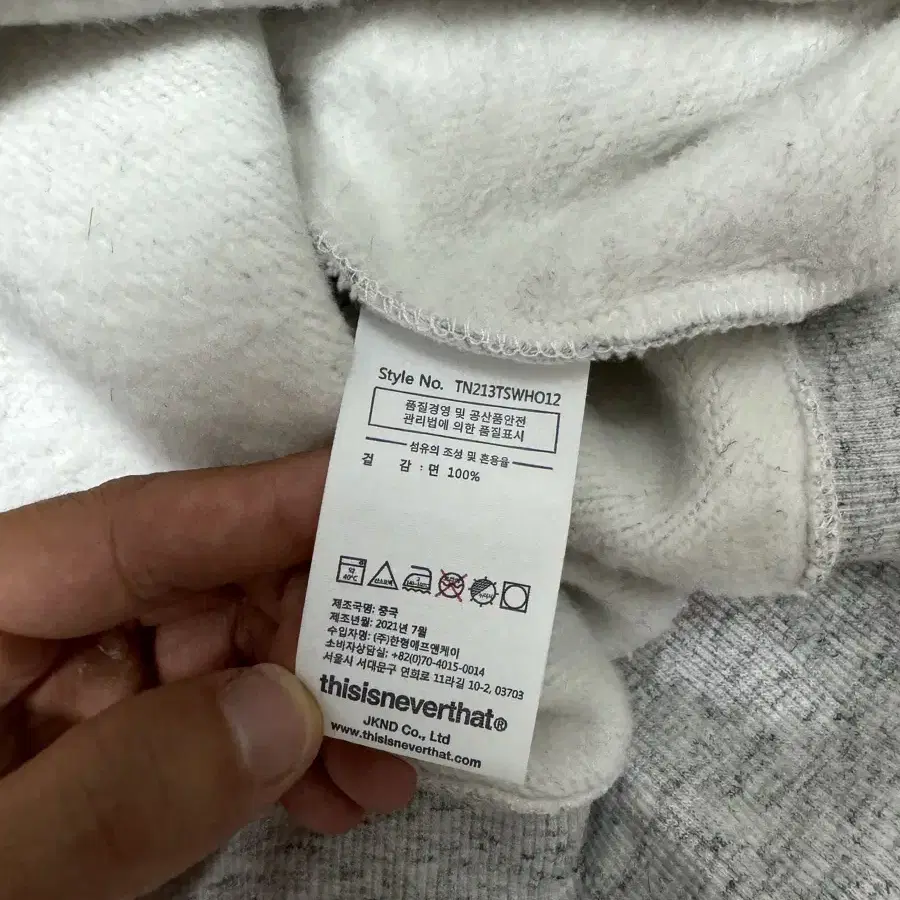 Style No. TN213TSWHO12
품질경영 및 공산품안전
관리법에 의한 품질표시
섬유의 조성 및 혼용율
겉 감 : 면 100%
약
40℃
제조국명: 중국
제조년월: 2021년 7월
수입자명: (주)한형에프앤케이
소비자상담실: +82(0)70-4015-0014
서울시 서대문구 연희로 11라길 10-2, 03703
thisisneverthat®
JKND Co., Ltd
www.thisisneverthat.com